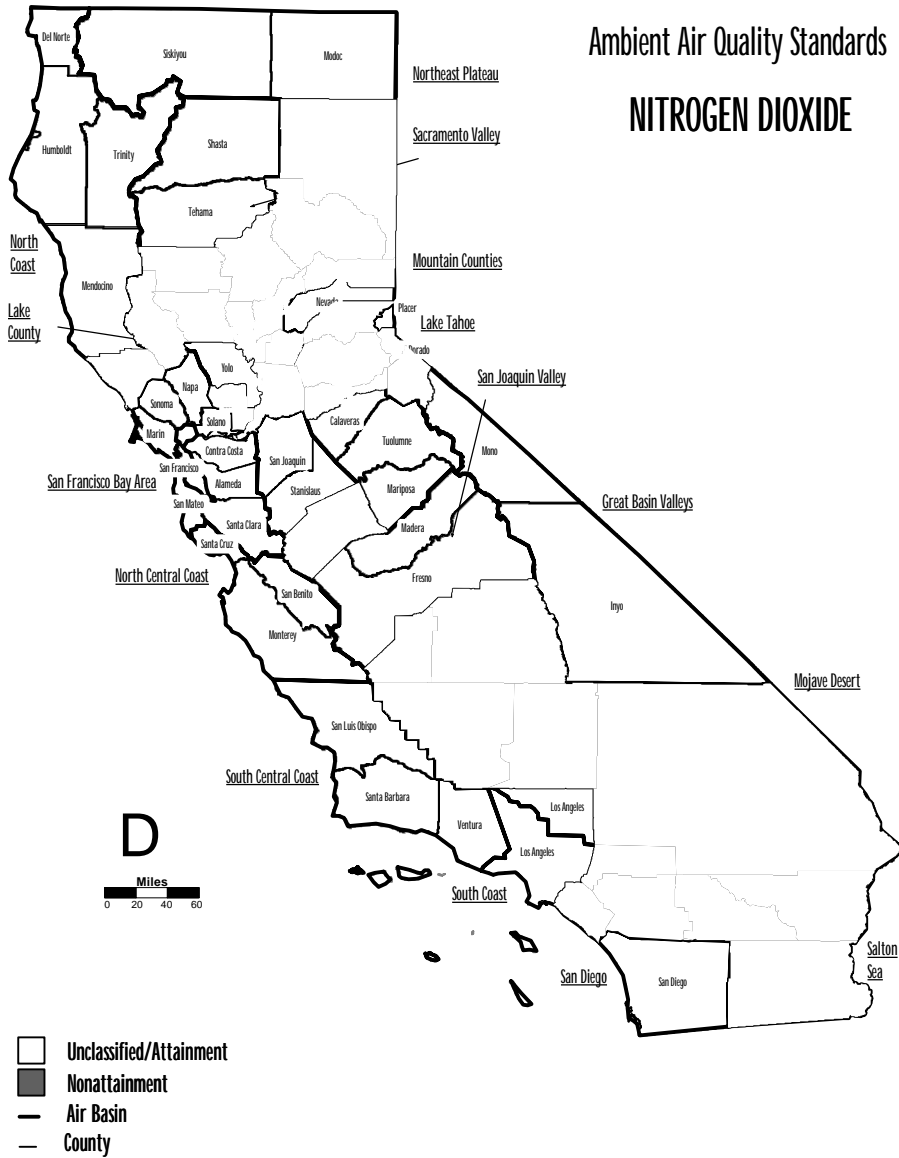 Ambient Air Quality Standards
NITROGEN DIOXIDE
Del Norte
Siskiyou
Modoc
Northeast Plateau
Sacramento Valley
Shasta
Humboldt
Trinity
Tehama
North
Coast
Mountain Counties
Mendocino
Nevada
Placer
Lake
County
Lake Tahoe
Dorado
Yolo
San Joaquin Valley
Napa
Sonoma
Solano
Calaveras
Marin
Tuolumne
Mono
Contra Costa
San Joaquin
San Francisco
San Francisco Bay Area
Alameda
Stanislaus
Mariposa
San Mateo
Great Basin Valleys
Santa Clara
Madera
Santa Cruz
North Central Coast
Fresno
San Benito
Inyo
Monterey
Mojave Desert
San Luis Obispo
South Central Coast
Santa Barbara
Los Angeles
Ventura
Los Angeles
D
Miles
0 20 40 60
South Coast
San Diego
San Diego
Salton
Sea
Unclassified/Attainment
Nonattainment
Air Basin
County